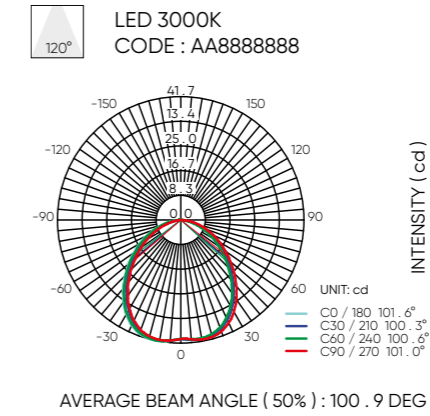 LED 3000K
120°
CODE : AA8888888
41.7
-150
150
13.4
-120
25.0
120
16.7
8.3
-90
0.0
90
INTENSITY ( cd )
-60
60
UNIT: cd
C0 / 180 101 . 6°
C30 / 210 100 . 3°
C60 / 240 100 . 6°
C90 / 270 101 . 0°
-30
30
0
AVERAGE BEAM ANGLE ( 50% ) : 100 . 9 DEG